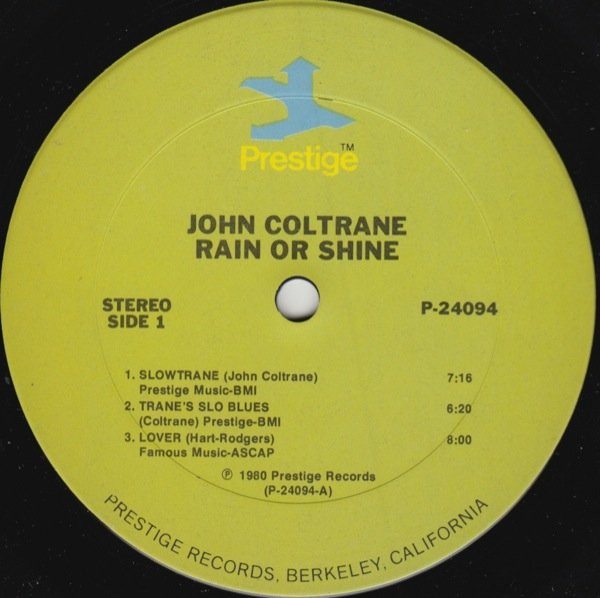 Prestige™
JOHN COLTRANE
RAIN OR SHINE
STEREO
SIDE 1
P-24094
1. SLOWTRANE (John Coltrane) 7:16
Prestige Music-BMI
2. TRANE'S SLO BLUES 6:20
(Coltrane) Prestige-BMI
3. LOVER (Hart-Rodgers) 8:00
Famous Music-ASCAP
℗ 1980 Prestige Records
(P-24094-A)
PRESTIGE RECORDS, BERKELEY, CALIFORNIA